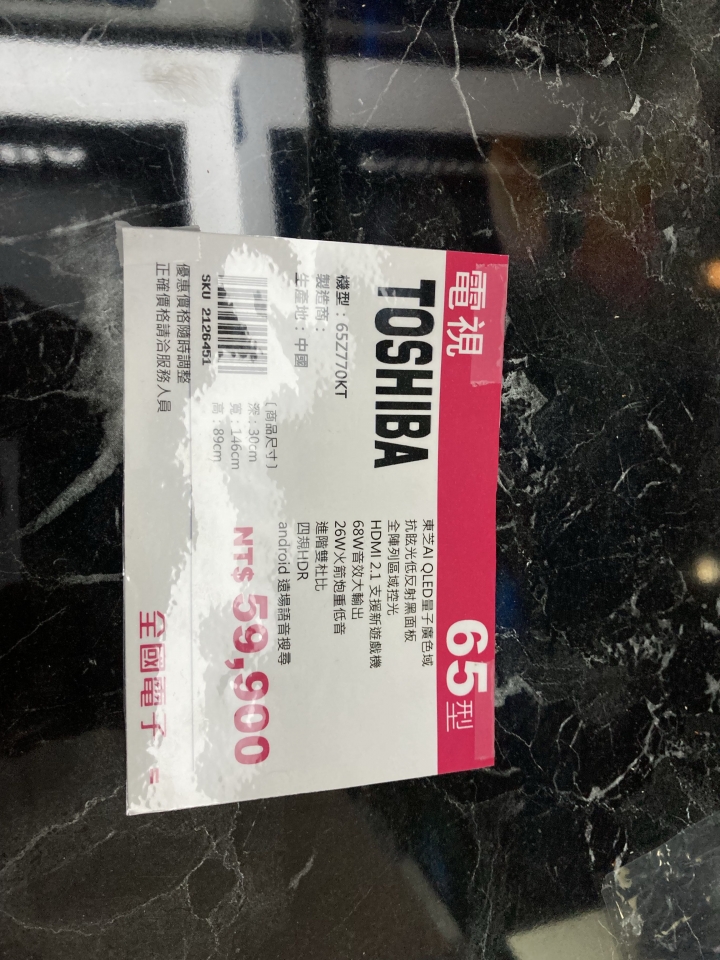 電視
65型
TOSHIBA
機型：65Z770KT
製造商：
生產地：中國
SKU 2126451
〔商品尺寸〕
深：30cm
寬：146cm
高：89cm
優惠價格隨時調整
正確價格請洽服務人員
東芝AI QLED量子廣色域
抗眩光低反射黑面板
全陣列區域控光
HDMI 2.1 支援新遊戲機
68W音效大輸出
26W火箭炮重低音
進階雙杜比
四規HDR
android 遠場語音搜尋
NT$ 59,900
全國電子